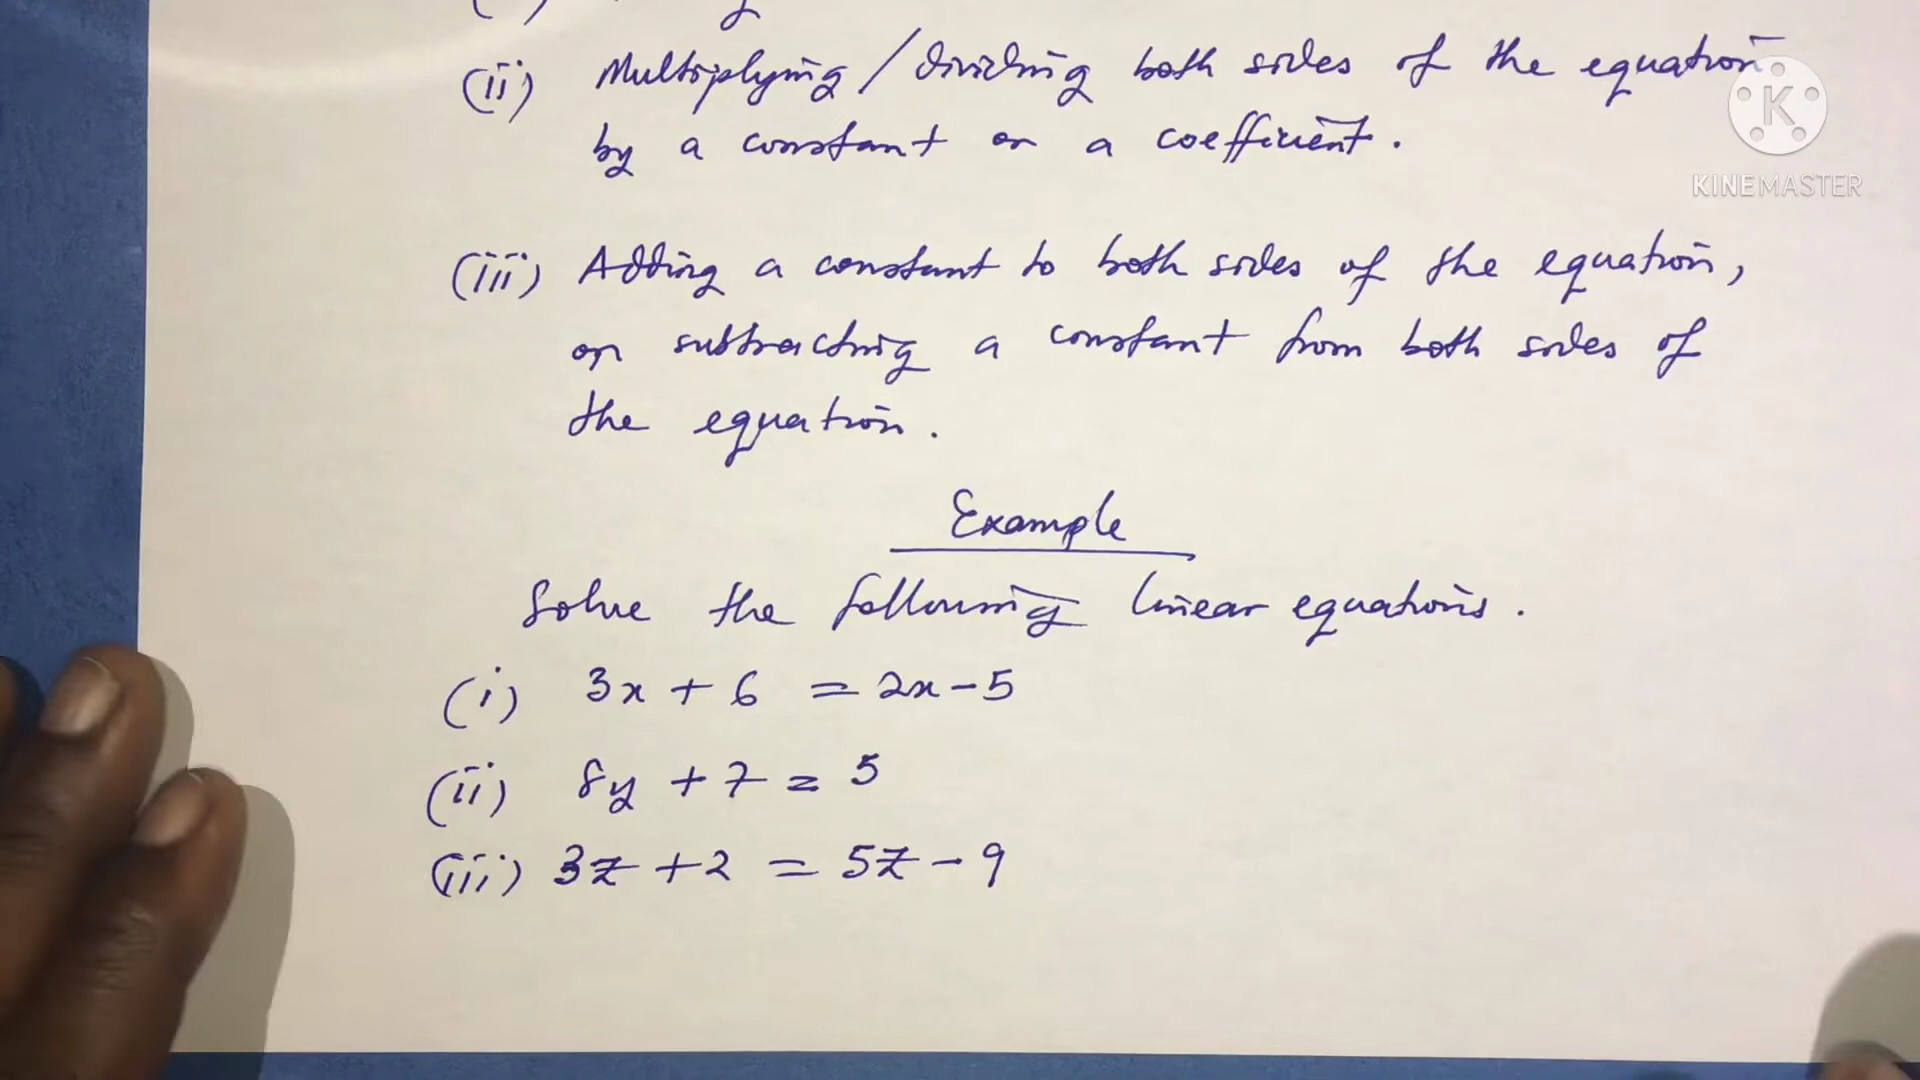 (ii) Multiplying / dividing both sides of the equation
by a constant or a coefficient.
K
KINEMASTER
(iii) Adding a constant to both sides of the equation,
or subtracting a constant from both sides of
the equation.
Example
Solve the following linear equations.
(i) 3x + 6 = 2x - 5
(ii) 8y + 7 = 5
(iii) 3z + 2 = 5z - 9